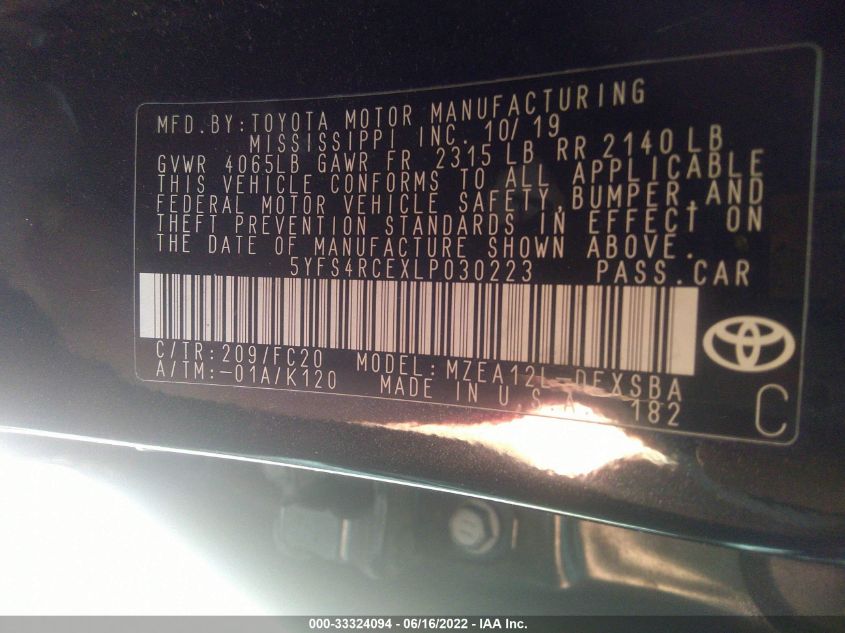 MFD.BY:TOYOTA MOTOR MANUFACTURING
MISSISSIPPI INC. 10/19
GVWR 4065LB GAWR FR 2315 LB RR 2140 LB
THIS VEHICLE CONFORMS TO ALL APPLICABLE
FEDERAL MOTOR VEHICLE SAFETY,BUMPER,AND
THEFT PREVENTION STANDARDS IN EFFECT ON
THE DATE OF MANUFACTURE SHOWN ABOVE.
5YFS4RCEXLP030223 PASS.CAR
C/TR:209/FC20 MODEL:MZEA12L-DEXSBA
A/TM:-01A/K120 MADE IN U.S.A. 182
C
000-33324094 - 06/16/2022 - IAA Inc.